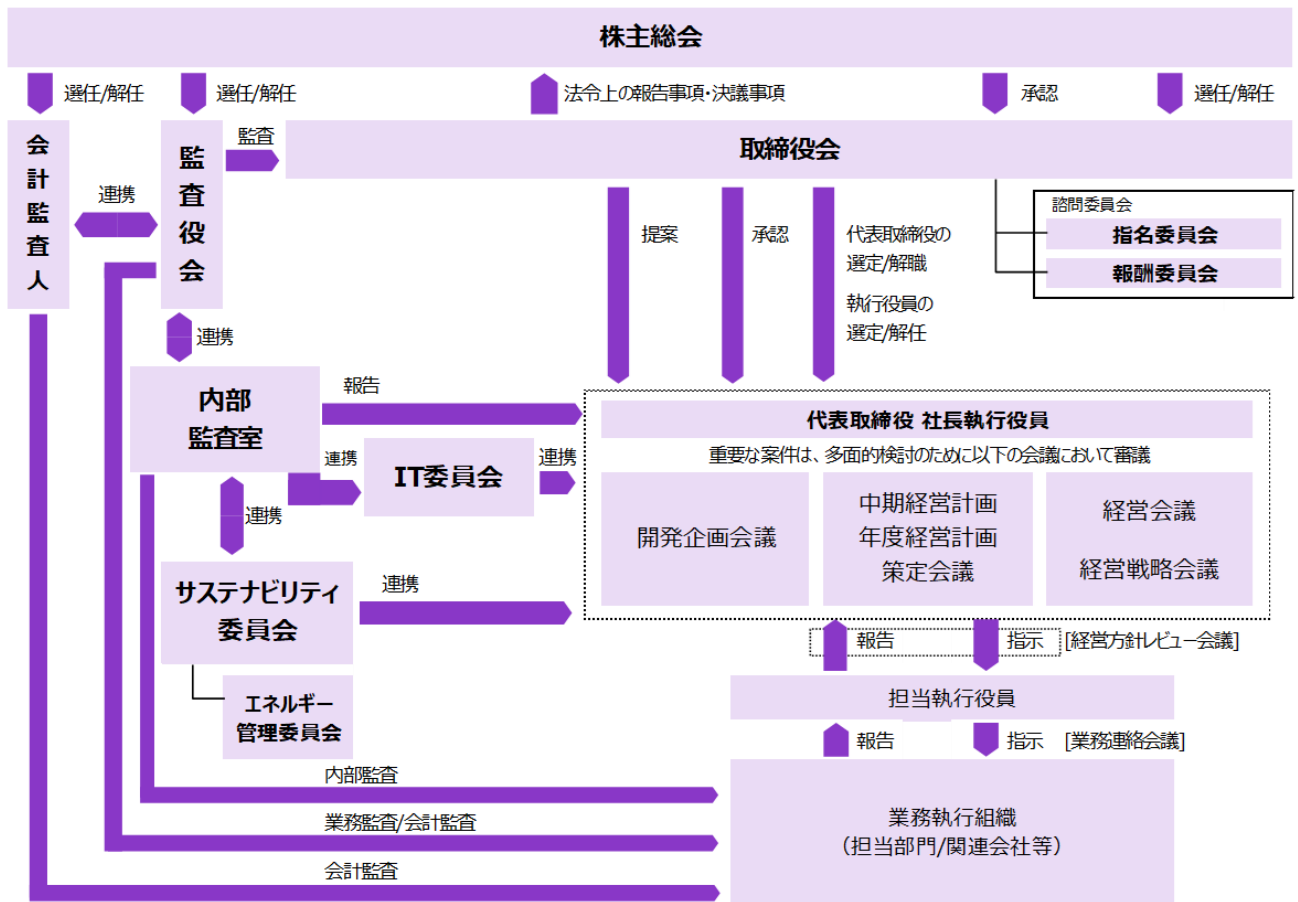 株主総会
選任/解任
選任/解任
法令上の報告事項・決議事項
承認
選任/解任
会計監査人
連携
監査役会
監査
取締役会
諮問委員会
指名委員会
報酬委員会
提案
承認
代表取締役の
選定/解職
執行役員の
選定/解任
連携
内部
監査室
報告
連携
IT委員会
連携
代表取締役 社長執行役員
重要な案件は、多面的検討のために以下の会議において審議
開発企画会議
中期経営計画
年度経営計画
策定会議
経営会議
経営戦略会議
連携
サステナビリティ
委員会
連携
エネルギー
管理委員会
報告
指示
[経営方針レビュー会議]
担当執行役員
報告
指示
[業務連絡会議]
内部監査
業務監査/会計監査
会計監査
業務執行組織
(担当部門/関連会社等)